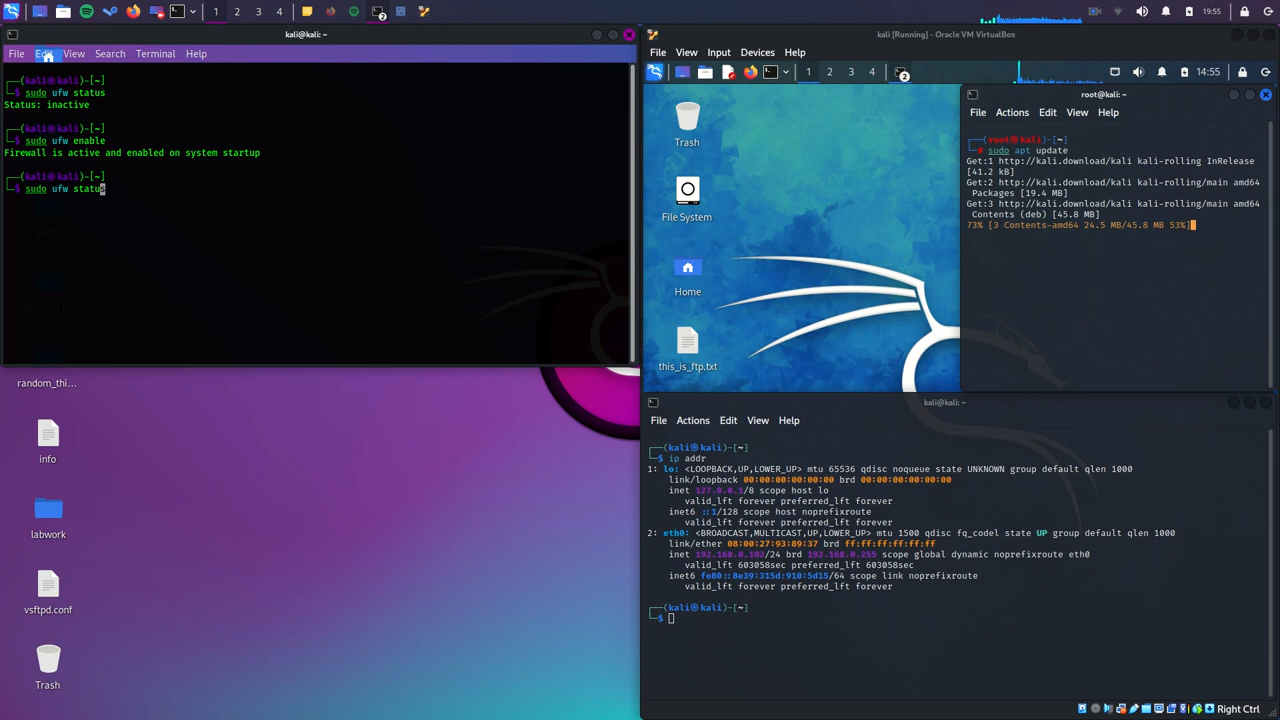 1 2 3 4
2
19:55
kali@kali: ~
File Edit View Search Terminal Help
┌──(kali㉿kali)-[~]
└─$ sudo ufw status
Status: inactive
┌──(kali㉿kali)-[~]
└─$ sudo ufw enable
Firewall is active and enabled on system startup
┌──(kali㉿kali)-[~]
└─$ sudo ufw status
random_thi...
info
labwork
vsftpd.conf
Trash
kali [Running] - Oracle VM VirtualBox
File View Input Devices Help
1 2 3 4
2
14:55
Trash
File System
Home
this_is_ftp.txt
root@kali: ~
File Actions Edit View Help
┌──(root㉿kali)-[~]
└─# sudo apt update
Get:1 http://kali.download/kali kali-rolling InRelease
[41.2 kB]
Get:2 http://kali.download/kali kali-rolling/main amd64
Packages [19.4 MB]
Get:3 http://kali.download/kali kali-rolling/main amd64
Contents (deb) [45.8 MB]
73% [3 Contents-amd64 24.5 MB/45.8 MB 53%]
kali@kali: ~
File Actions Edit View Help
┌──(kali㉿kali)-[~]
└─$ ip addr
1: lo: <LOOPBACK,UP,LOWER_UP> mtu 65536 qdisc noqueue state UNKNOWN group default qlen 1000
link/loopback 00:00:00:00:00:00 brd 00:00:00:00:00:00
inet 127.0.0.1/8 scope host lo
valid_lft forever preferred_lft forever
inet6 ::1/128 scope host noprefixroute
valid_lft forever preferred_lft forever
2: eth0: <BROADCAST,MULTICAST,UP,LOWER_UP> mtu 1500 qdisc fq_codel state UP group default qlen 1000
link/ether 08:00:27:93:89:37 brd ff:ff:ff:ff:ff:ff
inet 192.168.0.102/24 brd 192.168.0.255 scope global dynamic noprefixroute eth0
valid_lft 603058sec preferred_lft 603058sec
inet6 fe80::8e39:315d:910:5d15/64 scope link noprefixroute
valid_lft forever preferred_lft forever
┌──(kali㉿kali)-[~]
└─$
Right Ctrl